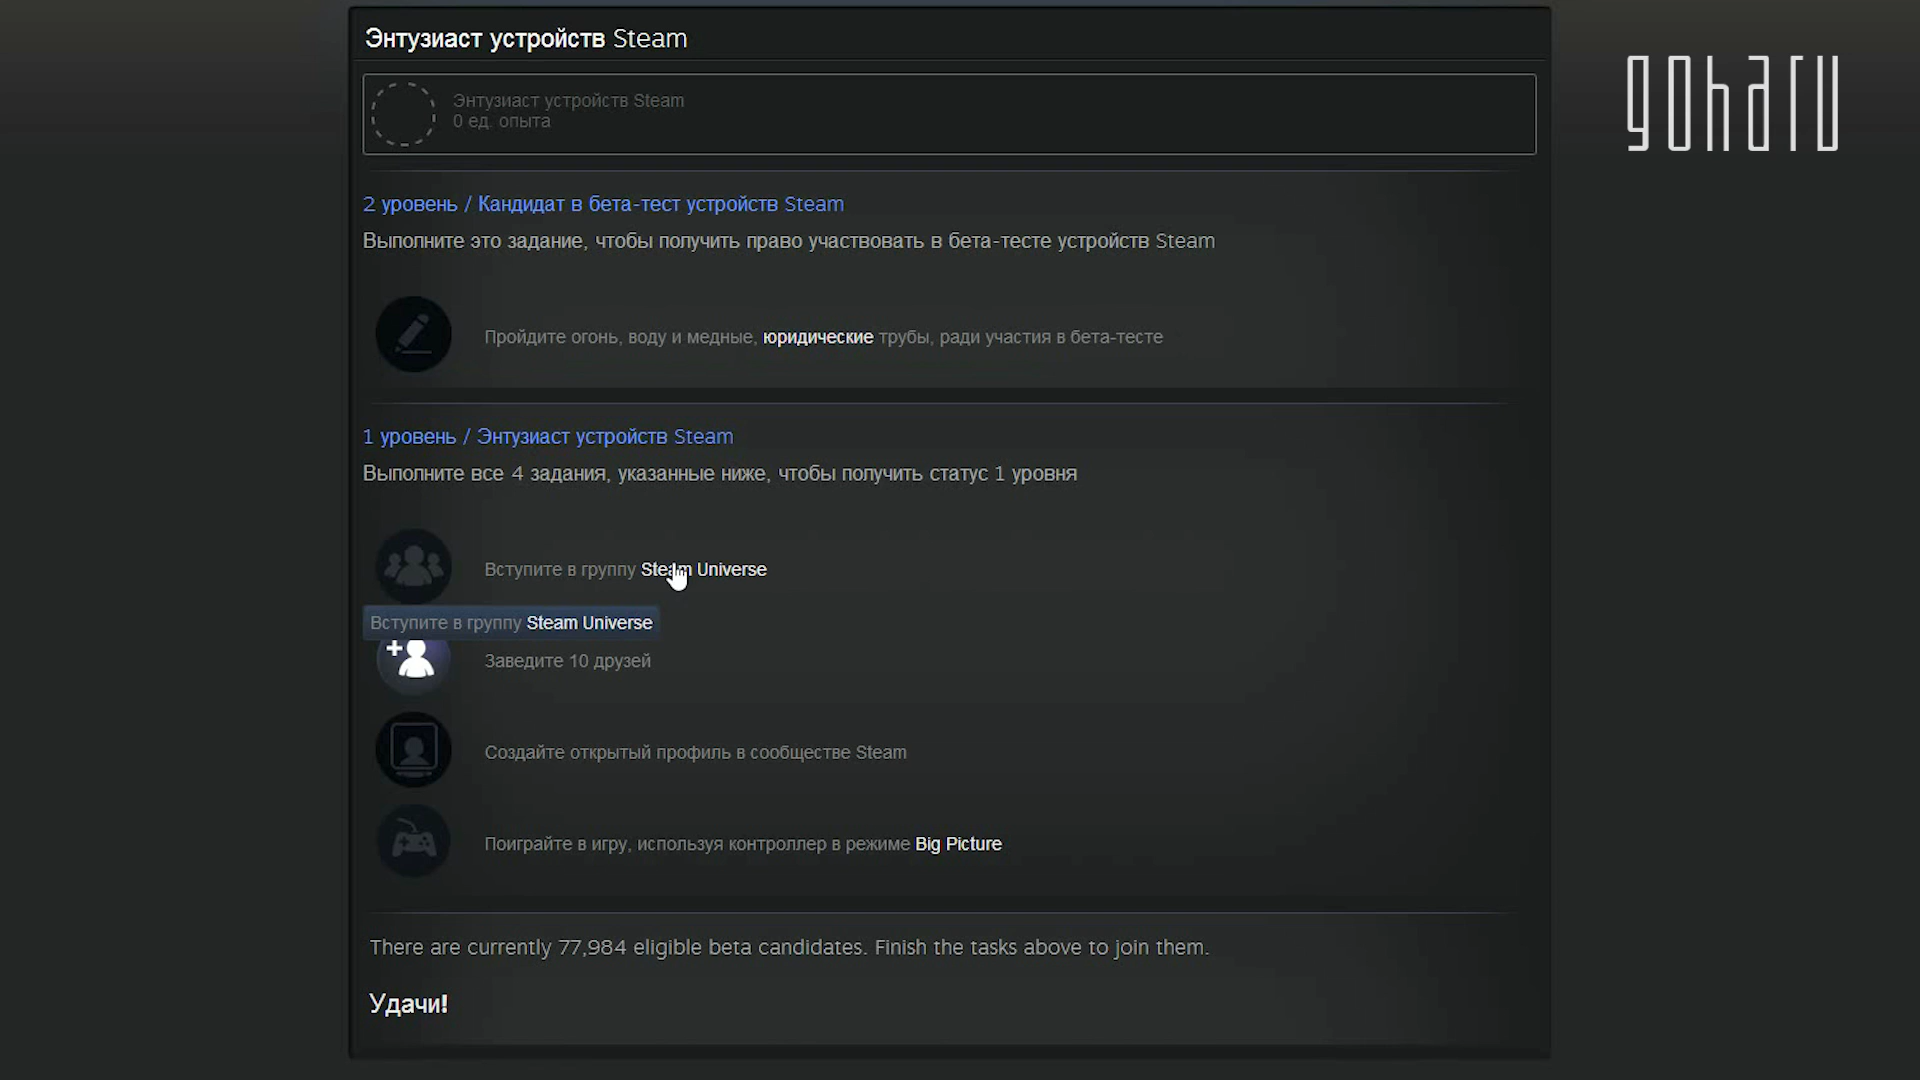 Энтузиаст устройств Steam
goharu
Энтузиаст устройств Steam
0 ед. опыта
2 уровень / Кандидат в бета-тест устройств Steam
Выполните это задание, чтобы получить право участвовать в бета-тесте устройств Steam
Пройдите огонь, воду и медные, юридические трубы, ради участия в бета-тесте
1 уровень / Энтузиаст устройств Steam
Выполните все 4 задания, указанные ниже, чтобы получить статус 1 уровня
Вступите в группу Steam Universe
Вступите в группу Steam Universe
Заведите 10 друзей
Создайте открытый профиль в сообществе Steam
Поиграйте в игру, используя контроллер в режиме Big Picture
There are currently 77,984 eligible beta candidates. Finish the tasks above to join them.
Удачи!